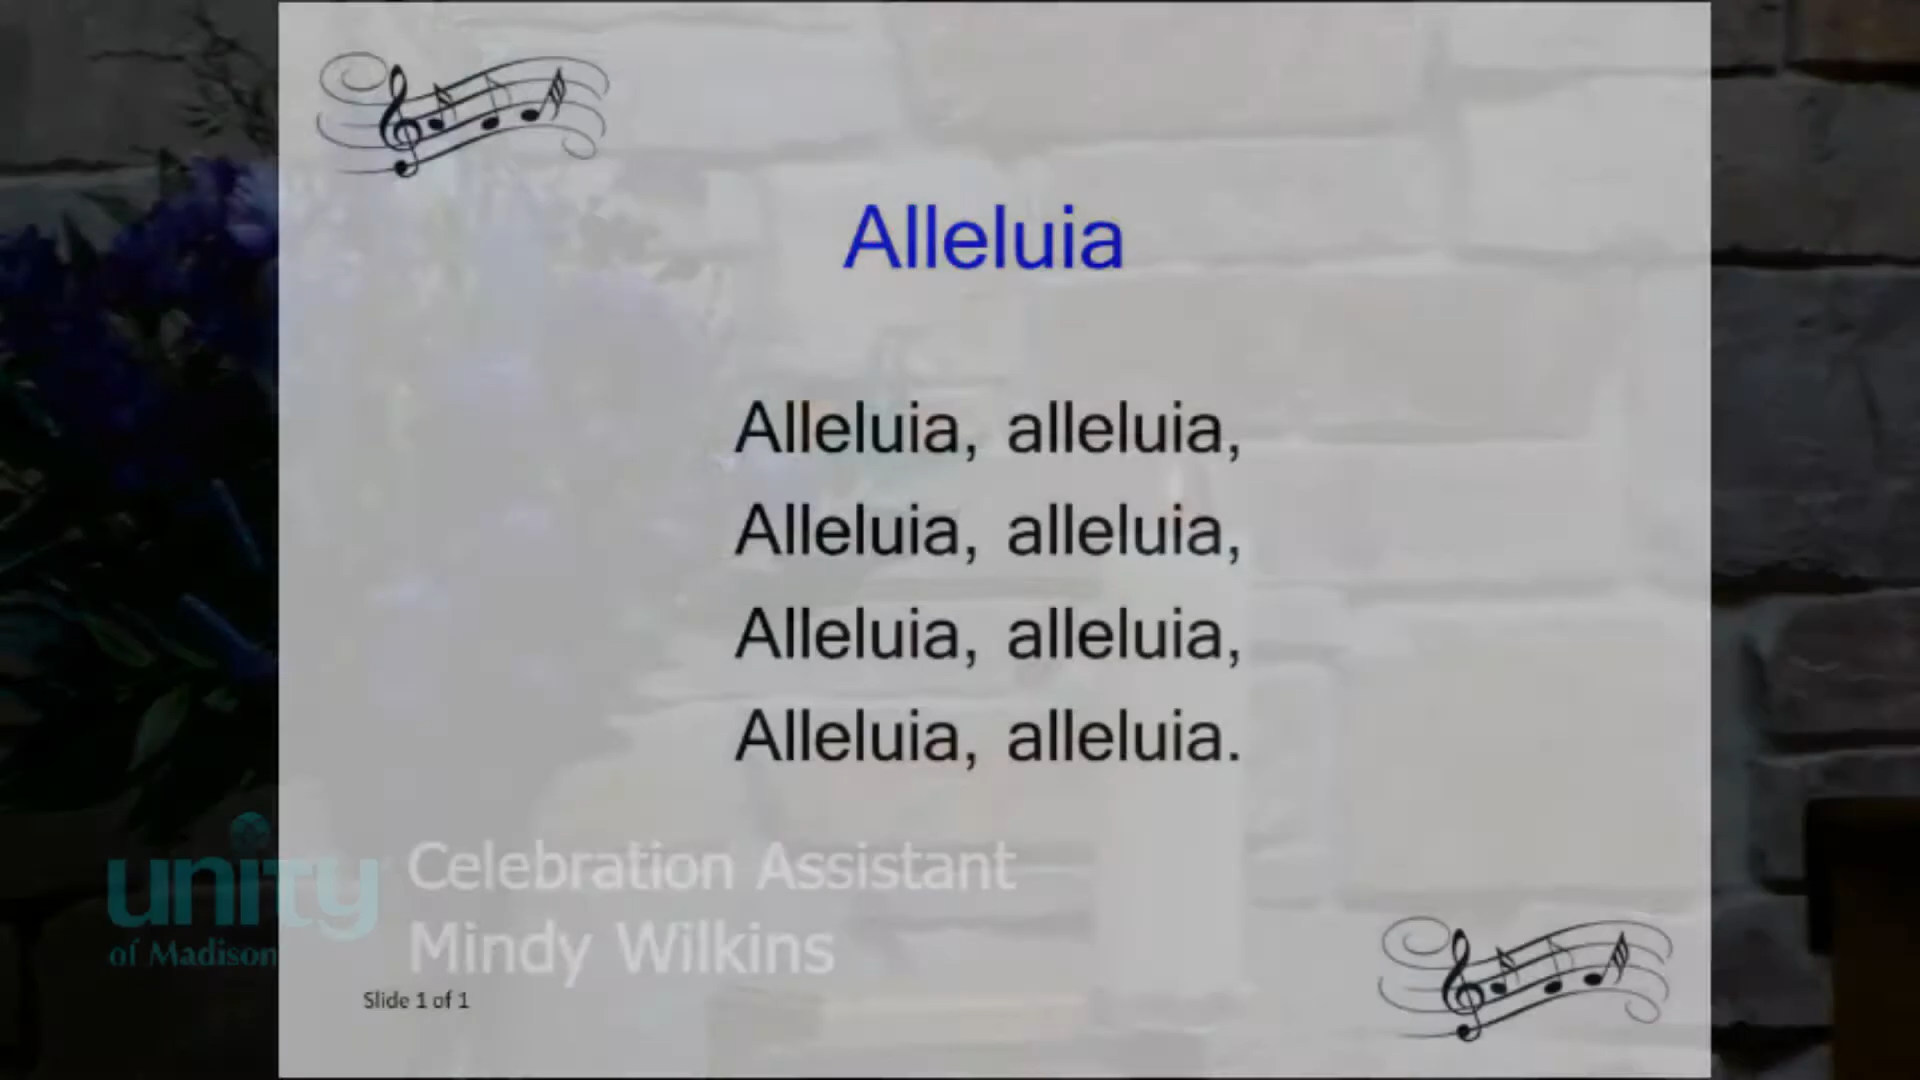 Alleluia
Alleluia, alleluia,
Alleluia, alleluia,
Alleluia, alleluia,
Alleluia, alleluia.
unity
of Madison
Celebration Assistant
Mindy Wilkins
Slide 1 of 1